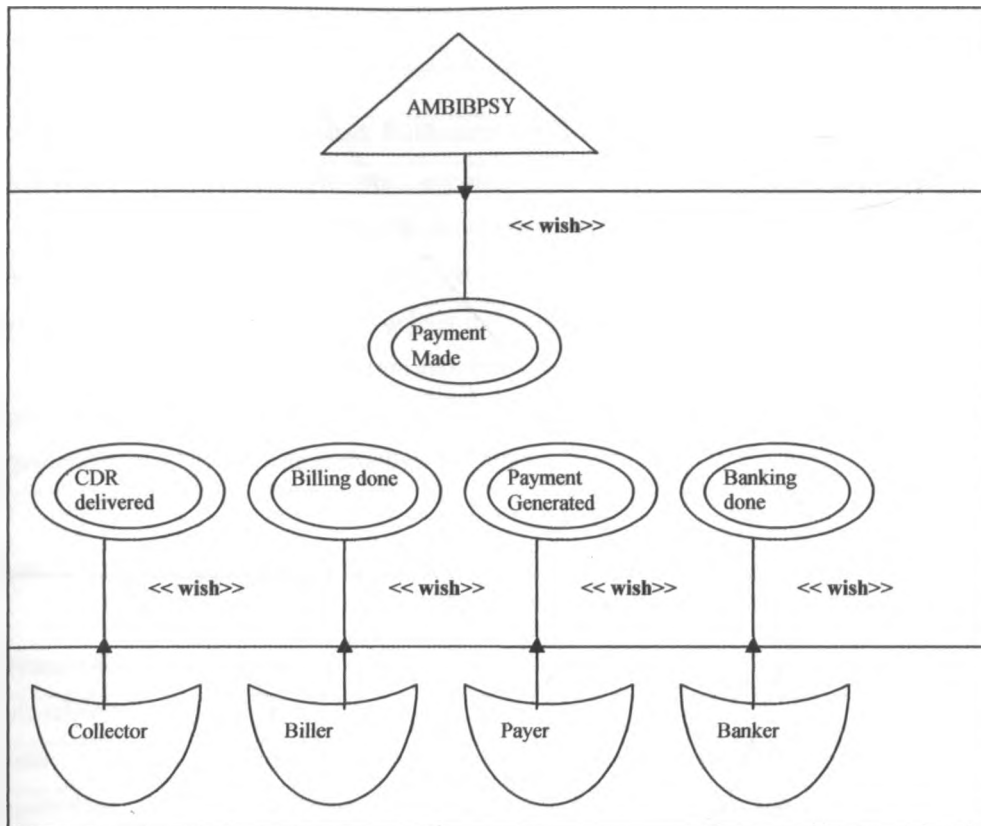 AMBIBPSY
<< wish>>
Payment
Made
CDR
delivered
Billing done
Payment
Generated
Banking
done
<< wish>>
<< wish>>
<< wish>>
<< wish>>
Collector
Biller
Payer
Banker